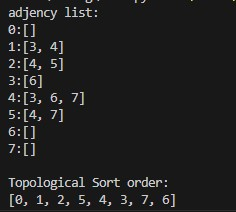 adjency list:
0:[]
1:[3, 4]
2:[4, 5]
3:[6]
4:[3, 6, 7]
5:[4, 7]
6:[]
7:[]
Topological Sort order:
[0, 1, 2, 5, 4, 3, 7, 6]